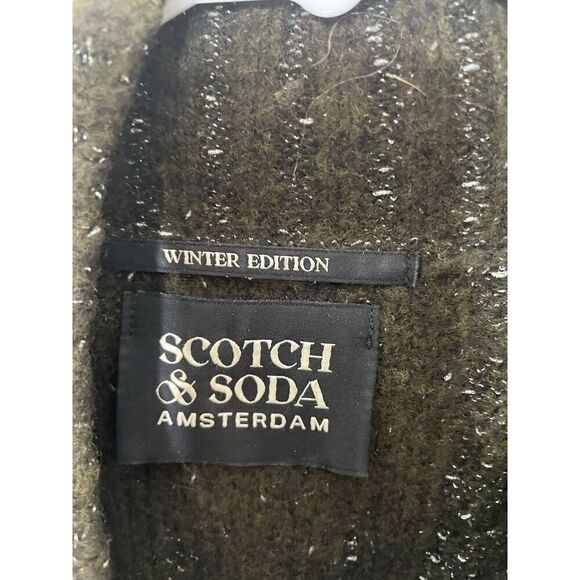 WINTER EDITION
SCOTCH
& SODA
AMSTERDAM